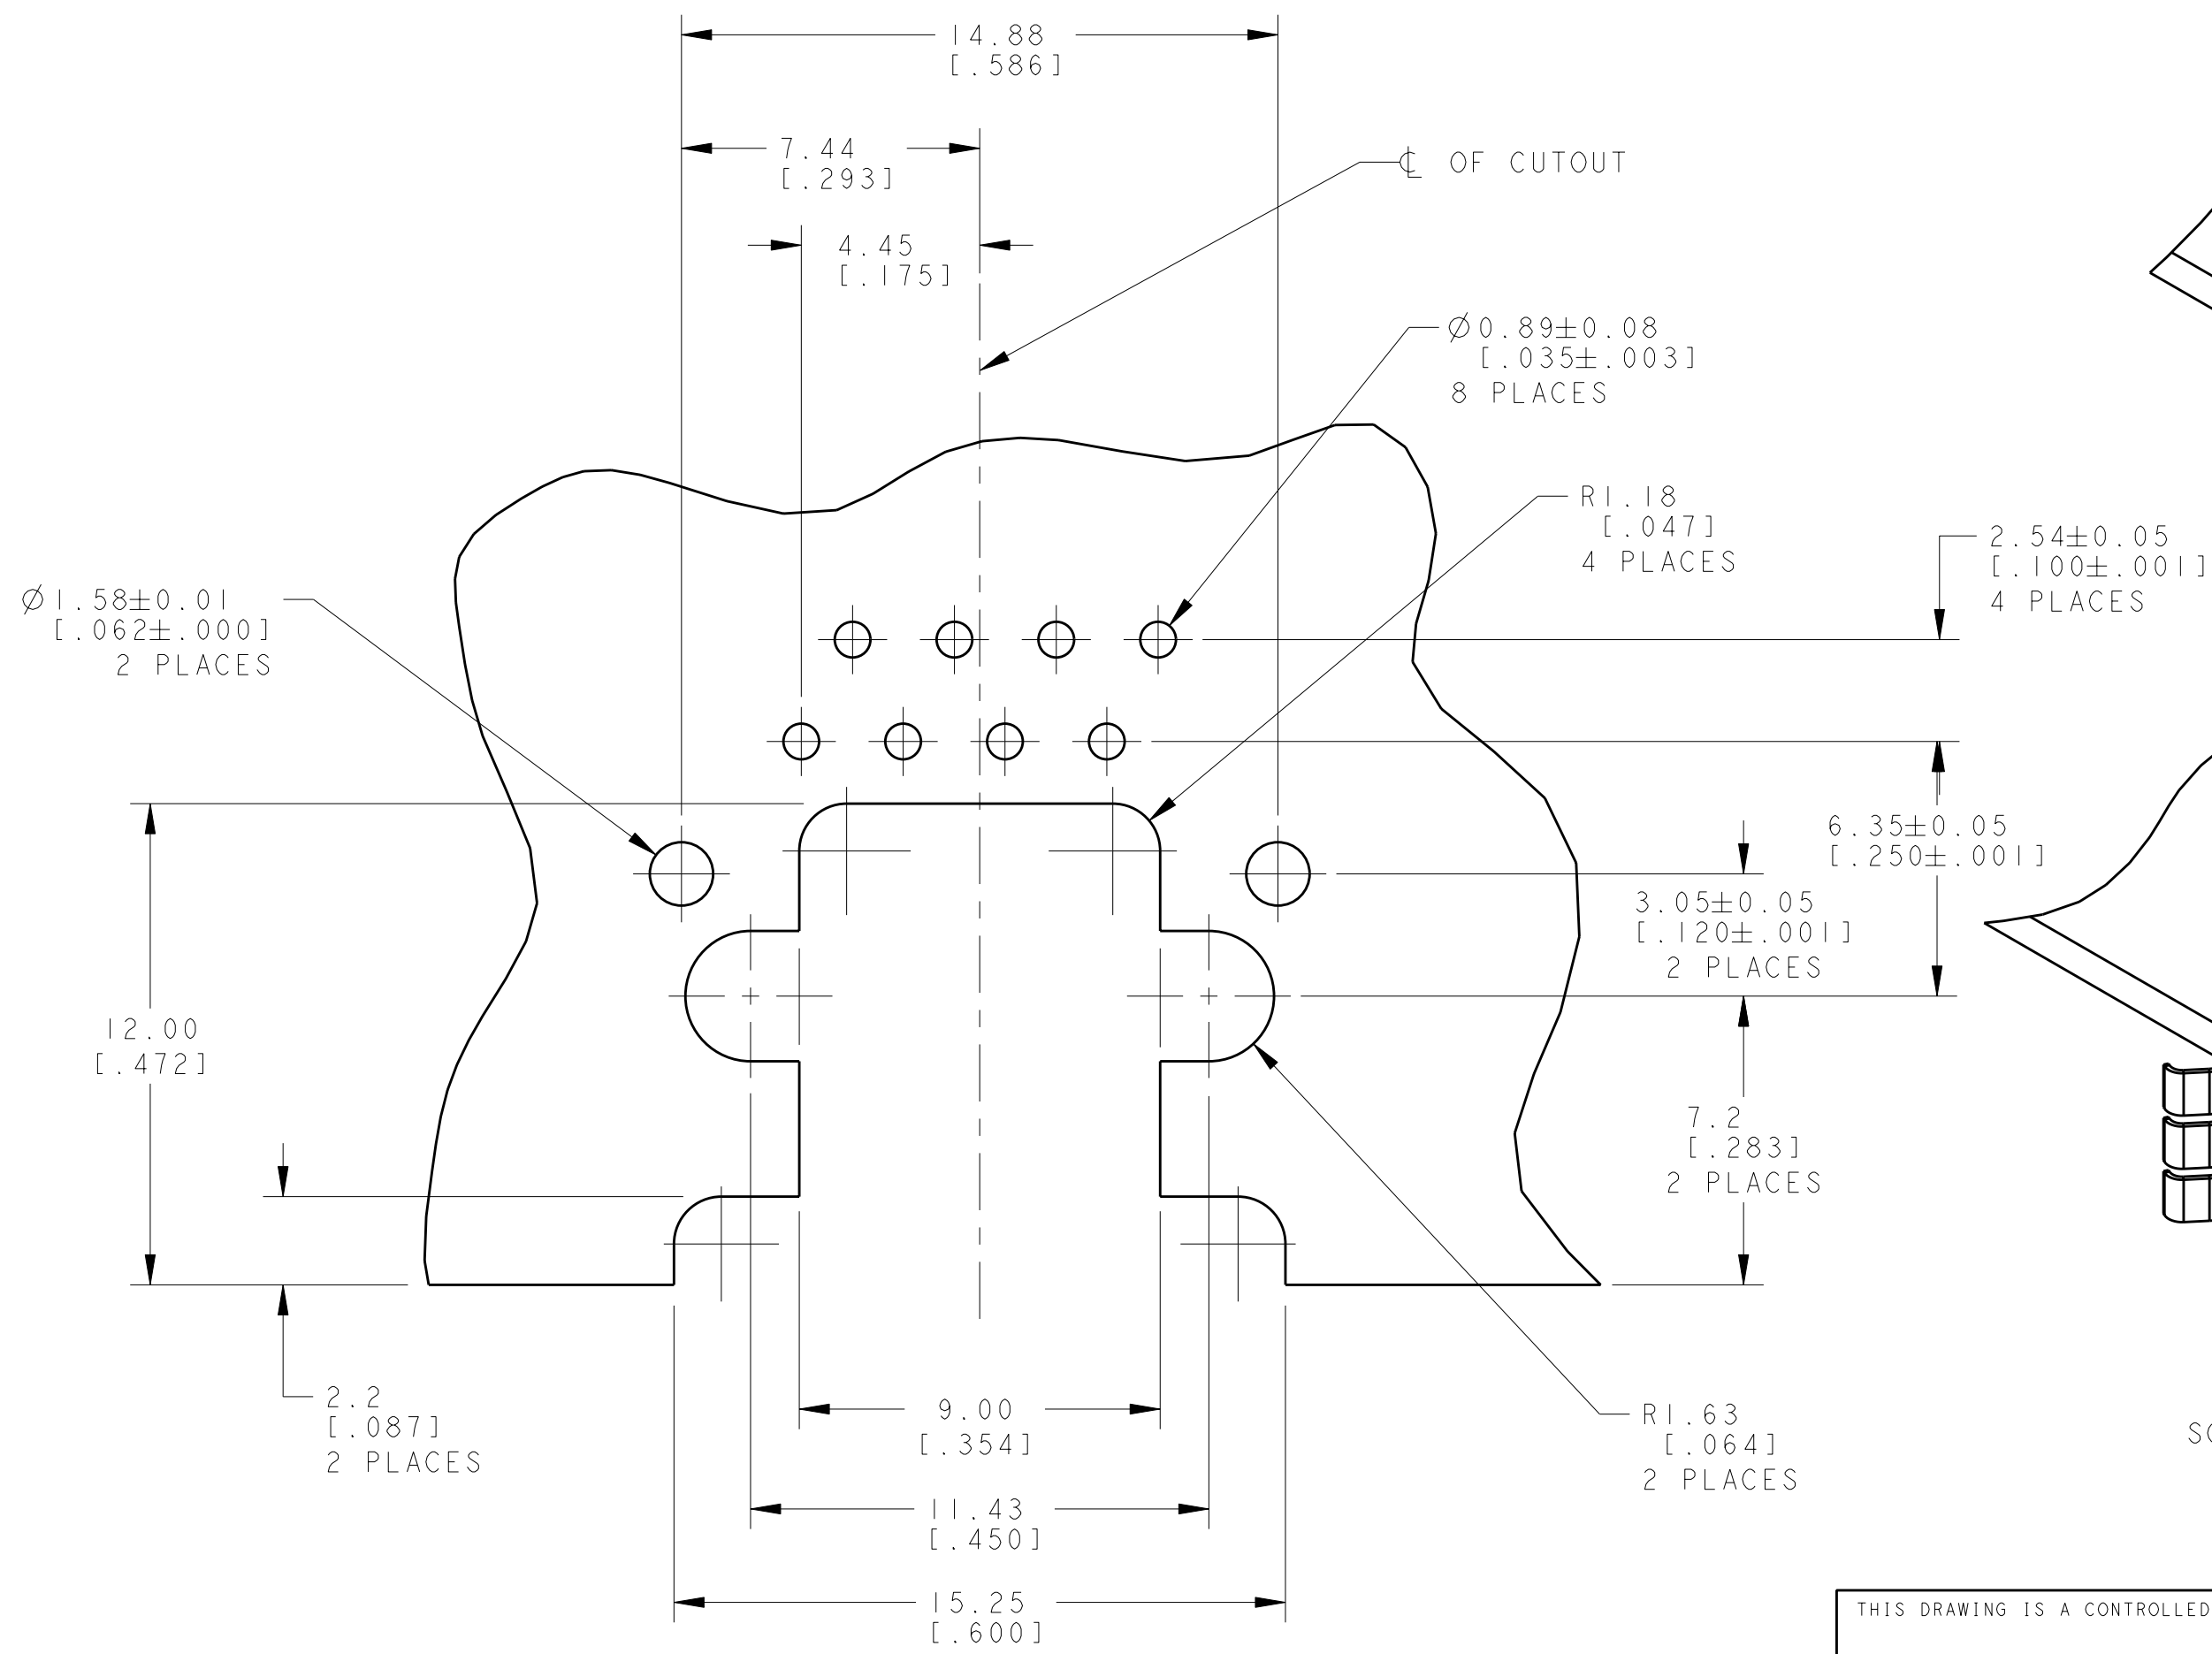 14.88
[.586]
7.44
[.293]
℄ OF CUTOUT
4.45
[.175]
Ø0.89±0.08
[.035±.003]
8 PLACES
R1.18
[.047]
4 PLACES
2.54±0.05
[.100±.001]
4 PLACES
Ø1.58±0.01
[.062±.000]
2 PLACES
6.35±0.05
[.250±.001]
3.05±0.05
[.120±.001]
2 PLACES
12.00
[.472]
7.2
[.283]
2 PLACES
2.2
[.087]
2 PLACES
9.00
[.354]
R1.63
[.064]
2 PLACES
11.43
[.450]
15.25
[.600]
THIS DRAWING IS A CONTROLLED